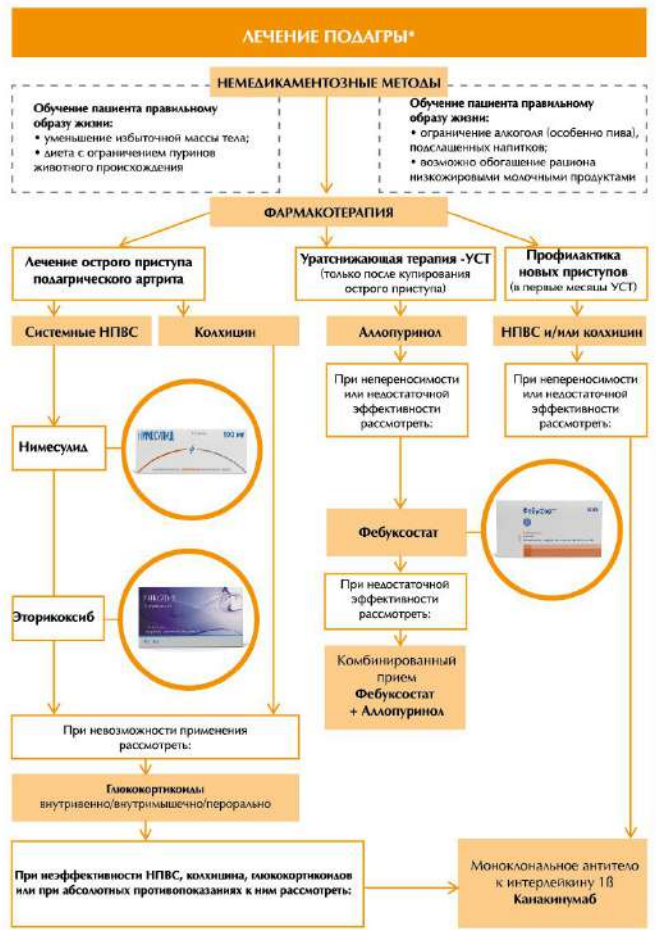 ЛЕЧЕНИЕ ПОДАГРЫ*
НЕМЕДИКАМЕНТОЗНЫЕ МЕТОДЫ
Обучение пациента правильному
образу жизни:
• уменьшение избыточной массы тела;
• диета с ограничением пуринов
животного происхождения
Обучение пациента правильному
образу жизни:
• ограничение алкоголя (особенно пива),
подслащенных напитков;
• возможно обогащение рациона
низкожировыми молочными продуктами
ФАРМАКОТЕРАПИЯ
Лечение острого приступа
подагрического артрита
Уратснижающая терапия -УСТ
(только после купирования
острого приступа)
Профилактика
новых приступов
(в первые месяцы УСТ)
Системные НПВС
Колхицин
Аллопуринол
НПВС и/или колхицин
При непереносимости
или недостаточной
эффективности
рассмотреть:
При непереносимости
или недостаточной
эффективности
рассмотреть:
Нимесулид
НИМЕСУЛИД
100 мг
Фебуксостат
При недостаточной
эффективности
рассмотреть:
Эторикоксиб
Комбинированный
прием
Фебуксостат
+ Аллопуринол
При невозможности применения
рассмотреть:
Глюкокортикоиды
внутривенно/внутримышечно/перорально
При неэффективности НПВС, колхицина, глюкокортикоидов
или при абсолютных противопоказаниях к ним рассмотреть:
Моноклональное антитело
к интерлейкину 1ß
Канакинумаб